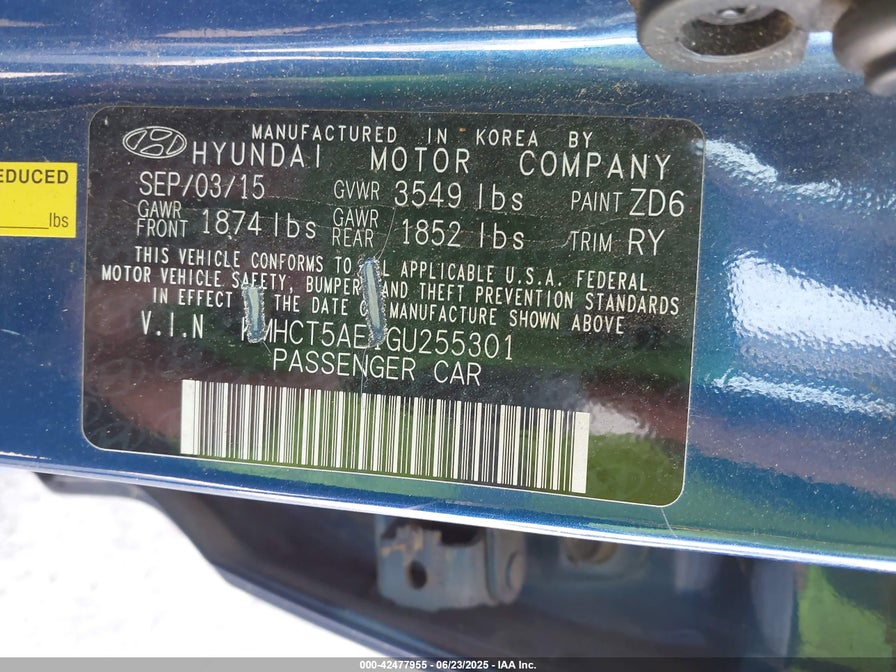 MANUFACTURED IN KOREA BY
HYUNDAI MOTOR COMPANY
EDUCED
lbs
SEP/03/15 GVWR 3549 lbs PAINT ZD6
GAWR FRONT 1874 lbs GAWR REAR 1852 lbs TRIM RY
THIS VEHICLE CONFORMS TO APPLICABLE U.S.A. FEDERAL
MOTOR VEHICLE SAFETY, BUMPER AND THEFT PREVENTION STANDARDS
IN EFFECT THE DATE MANUFACTURE SHOWN ABOVE
V.I.N
PASSENGER CAR
000-42477955 - 06/23/2025 - IAA Inc.